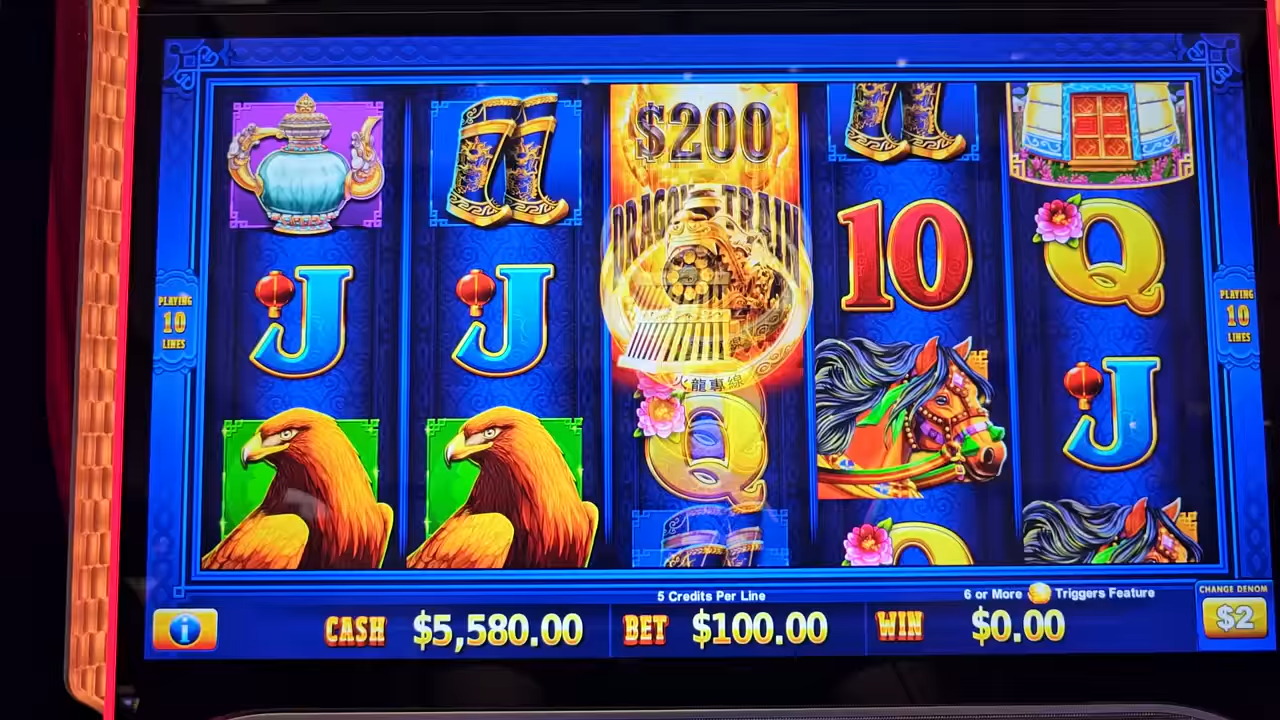 $200
DRAGON TRAIN
火龍專線
10
Q
J
J
J
Q
PLAYING
10
LINES
PLAYING
10
LINES
5 Credits Per Line
6 or More Triggers Feature
CHANGE DENOM
$2
i
CASH $5,580.00
BET $100.00
WIN $0.00